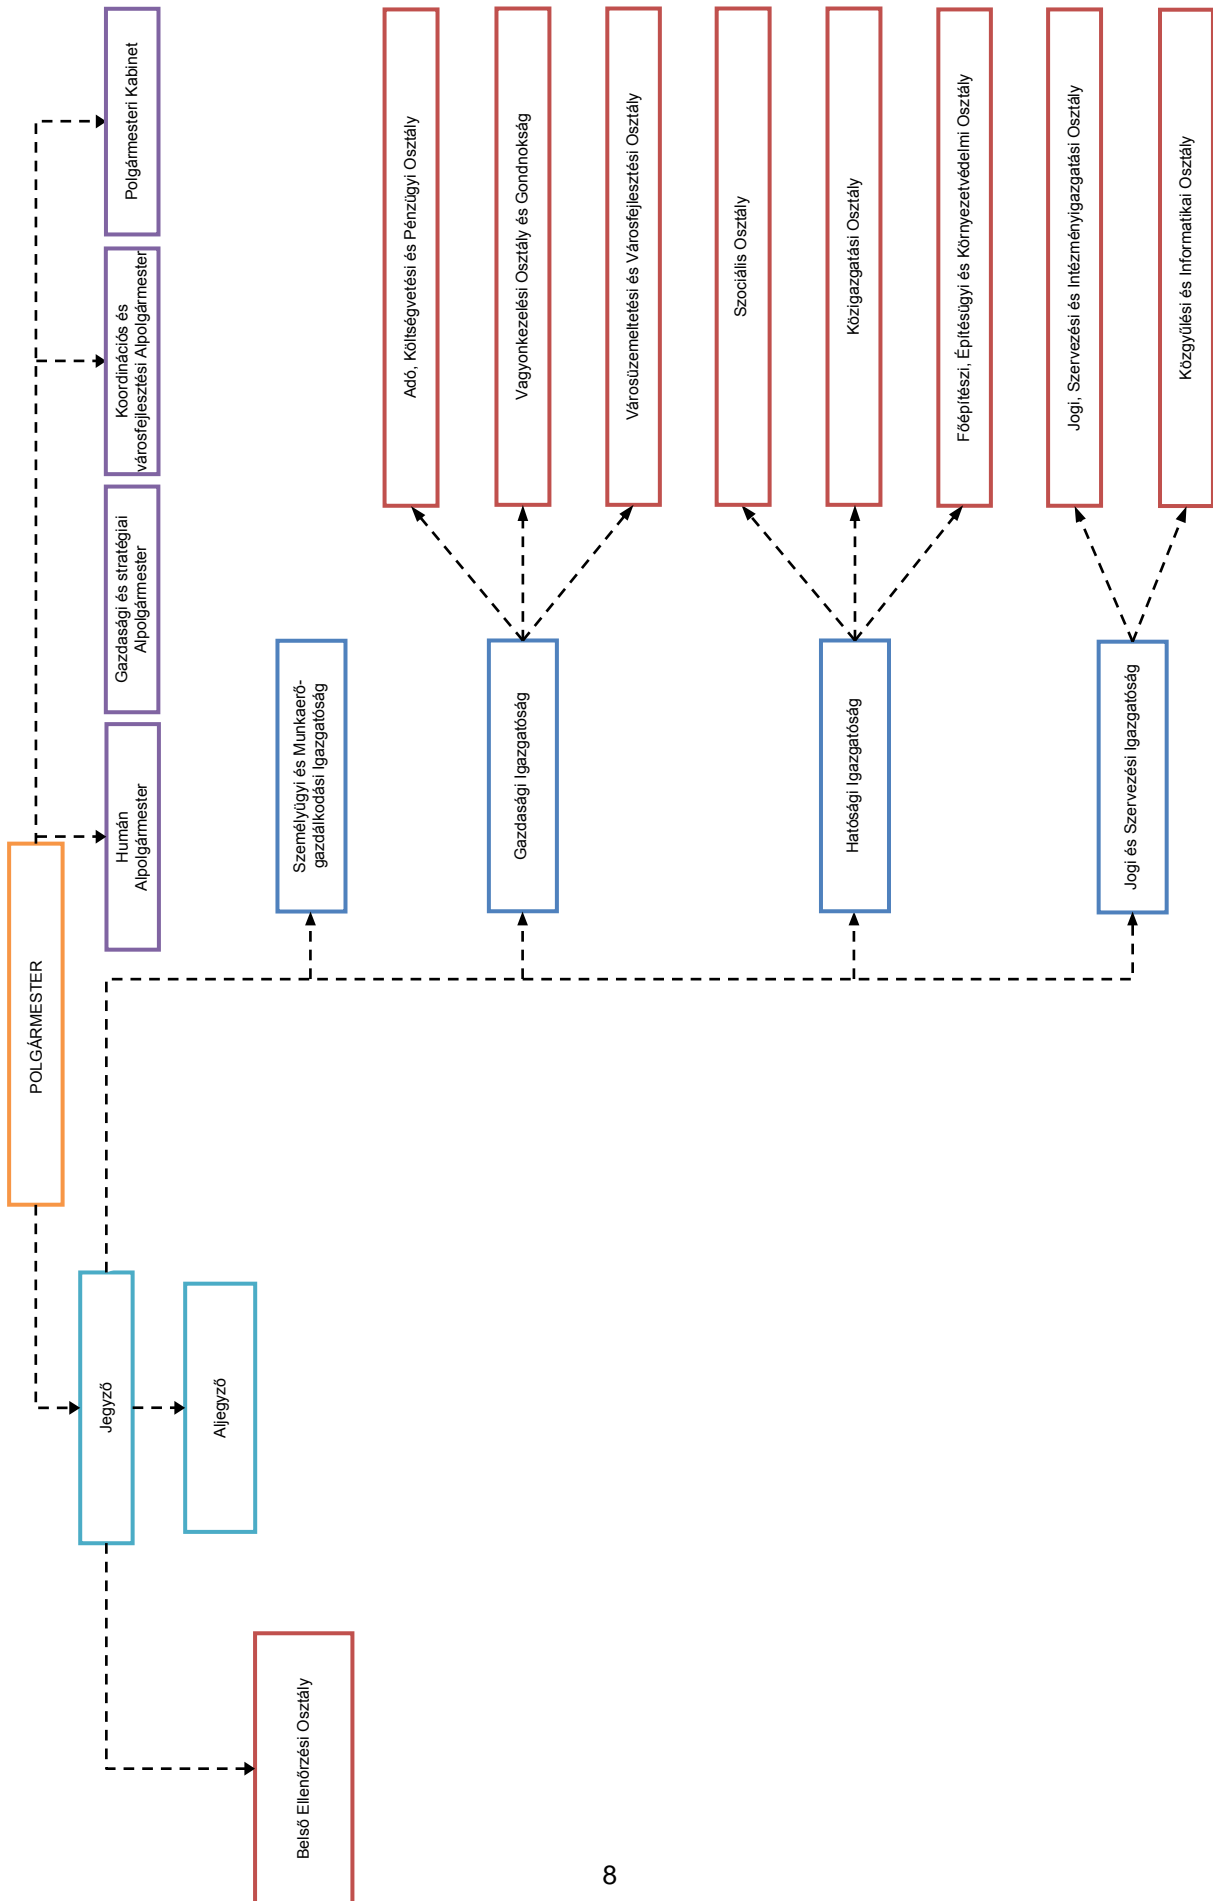 POLGÁRMESTER
Humán
Alpolgármester
Gazdasági és stratégiai
Alpolgármester
Koordinációs és
városfejlesztési Alpolgármester
Polgármesteri Kabinet
Jegyző
Aljegyző
Belső Ellenőrzési Osztály
Személyügyi és Munkaerő-
gazdálkodási Igazgatóság
Gazdasági Igazgatóság
Hatósági Igazgatóság
Jogi és Szervezési Igazgatóság
Adó, Költségvetési és Pénzügyi Osztály
Vagyonkezelési Osztály és Gondnokság
Városüzemeltetési és Városfejlesztési Osztály
Szociális Osztály
Közigazgatási Osztály
Főépítészi, Építésügyi és Környezetvédelmi Osztály
Jogi, Szervezési és Intézményigazgatási Osztály
Közgyűlési és Informatikai Osztály
8